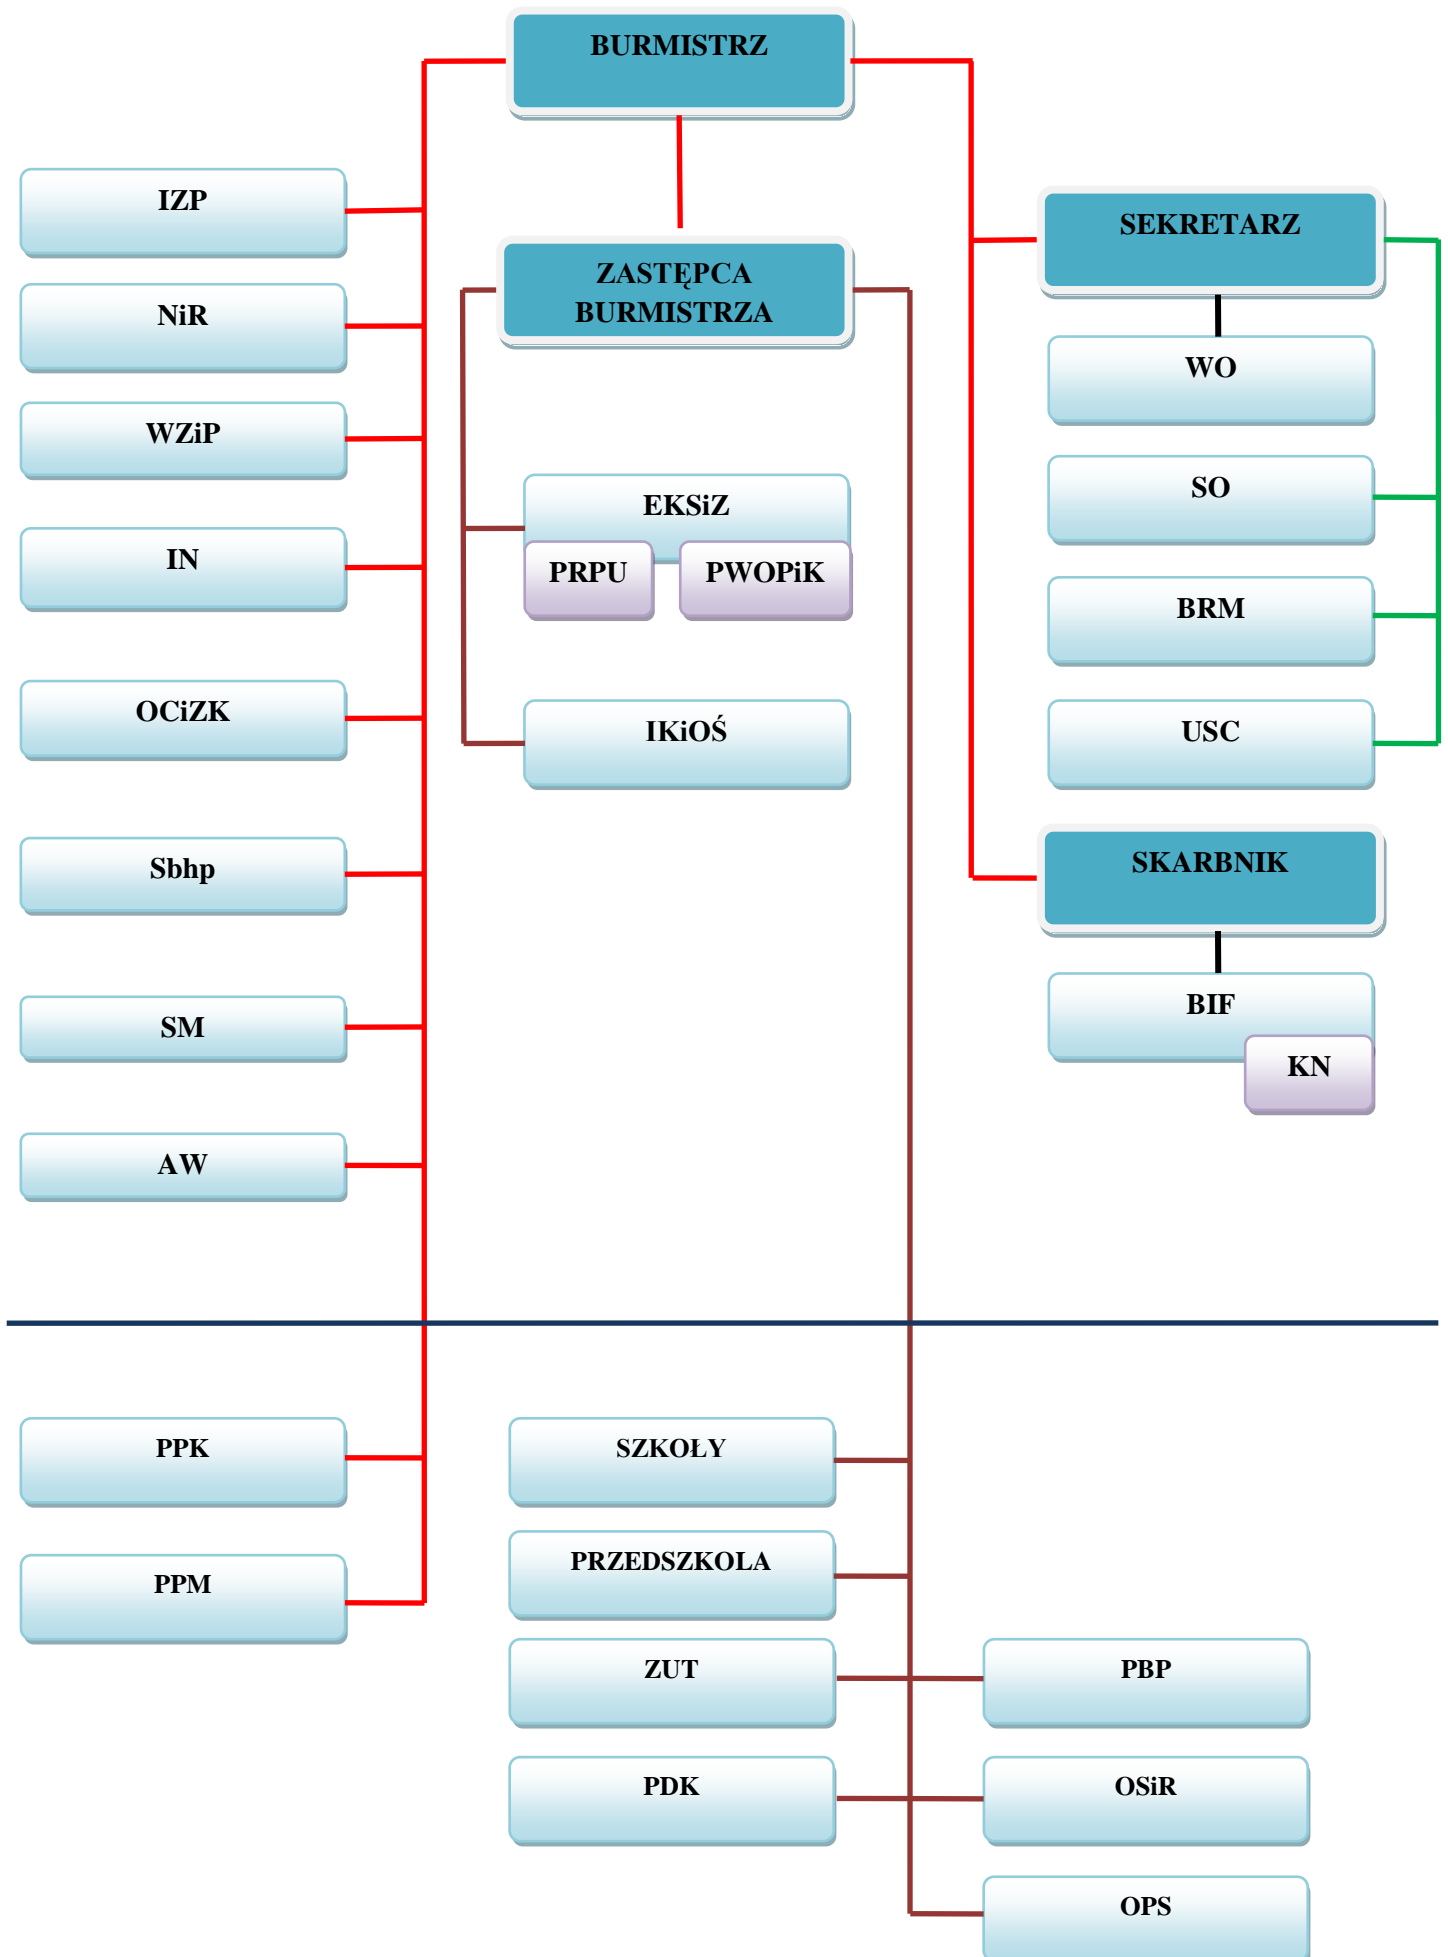 BURMISTRZ
IZP
NiR
WZiP
IN
OCiZK
Sbhp
SM
AW
ZASTĘPCA
BURMISTRZA
EKSiZ
PRPU
PWOPiK
IKiOŚ
SEKRETARZ
WO
SO
BRM
USC
SKARBNIK
BIF
KN
PPK
PPM
SZKOŁY
PRZEDSZKOLA
ZUT
PDK
PBP
OSiR
OPS